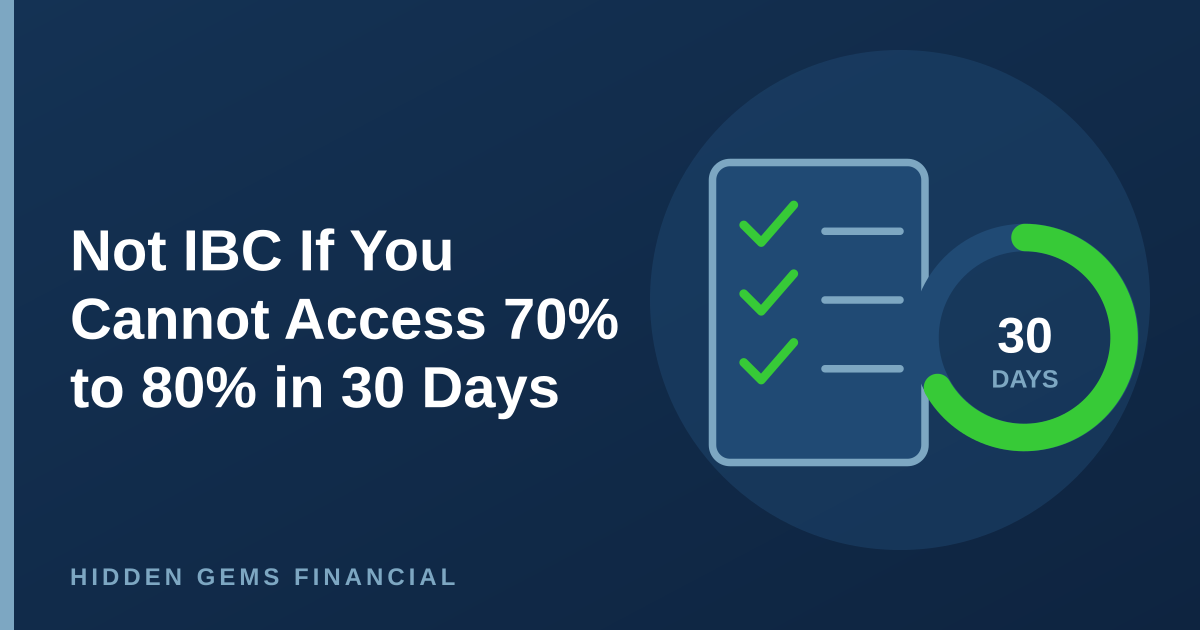 Not IBC If You
Cannot Access 70%
to 80% in 30 Days
30
DAYS
HIDDEN GEMS FINANCIAL